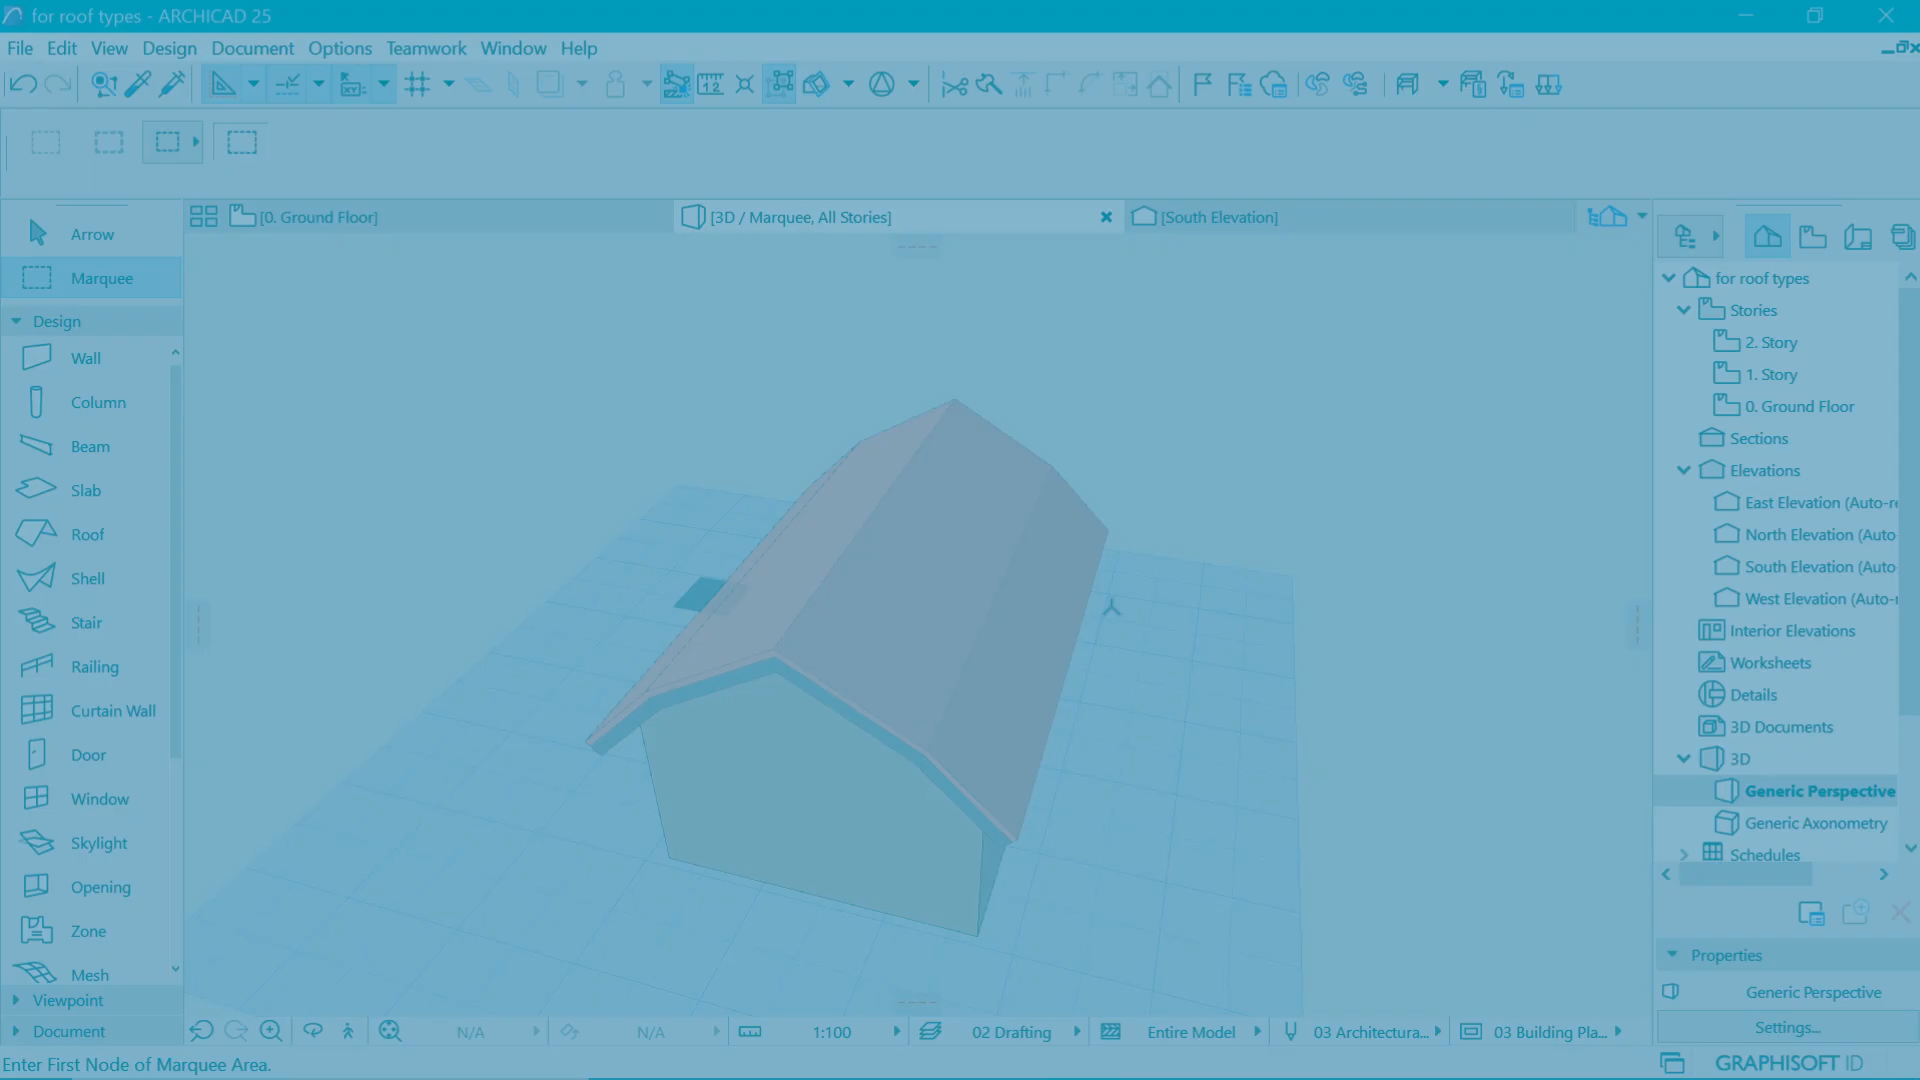 for roof types - ARCHICAD 25
File Edit View Design Document Options Teamwork Window Help
[0. Ground Floor]
[3D / Marquee, All Stories]
[South Elevation]
Arrow
Marquee
Design
Wall
Column
Beam
Slab
Roof
Shell
Stair
Railing
Curtain Wall
Door
Window
Skylight
Opening
Zone
Mesh
Viewpoint
Document
for roof types
Stories
2. Story
1. Story
0. Ground Floor
Sections
Elevations
East Elevation (Auto-re
North Elevation (Auto
South Elevation (Auto
West Elevation (Auto-
Interior Elevations
Worksheets
Details
3D Documents
3D
Generic Perspective
Generic Axonometry
Schedules
Properties
Generic Perspective
Settings...
N/A
N/A
1:100
02 Drafting
Entire Model
03 Architectura...
03 Building Pla...
Enter First Node of Marquee Area.
GRAPHISOFT ID